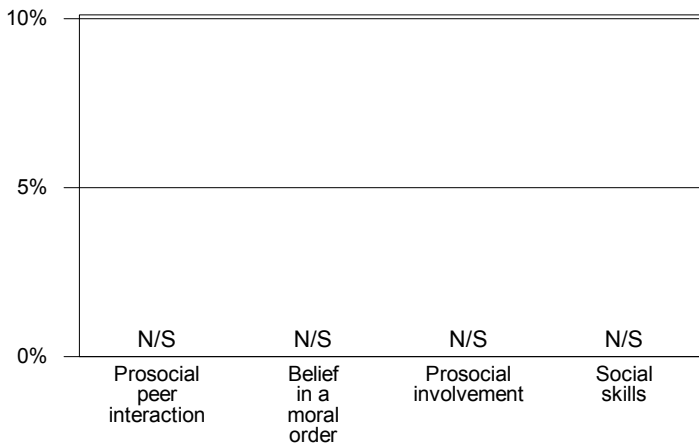 10%
5%
0%
N/S N/S N/S N/S
Prosocial
peer
interaction
Belief
in a
moral
order
Prosocial
involvement
Social
skills